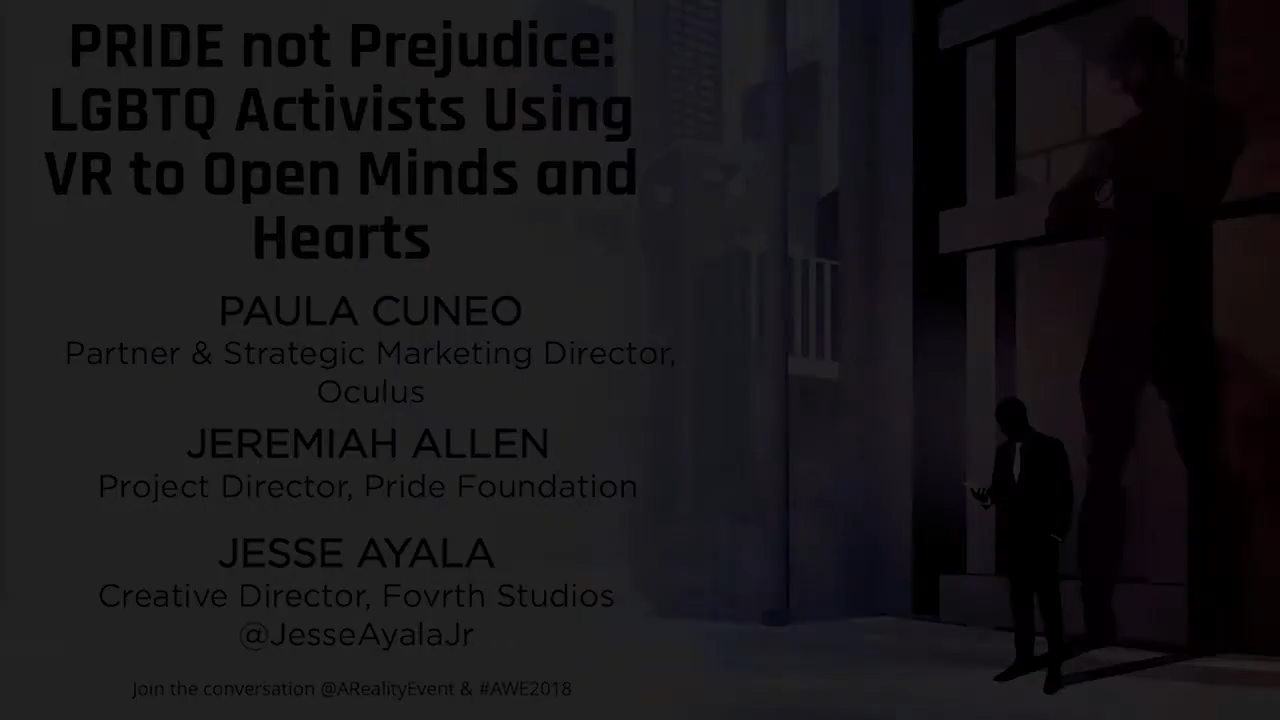 PRIDE not Prejudice:
LGBTQ Activists Using
VR to Open Minds and
Hearts
PAULA CUNEO
Partner & Strategic Marketing Director,
Oculus
JEREMIAH ALLEN
Project Director, Pride Foundation
JESSE AYALA
Creative Director, Fovrth Studios
@JesseAyalaJr
Join the conversation @ARealityEvent & #AWE2018